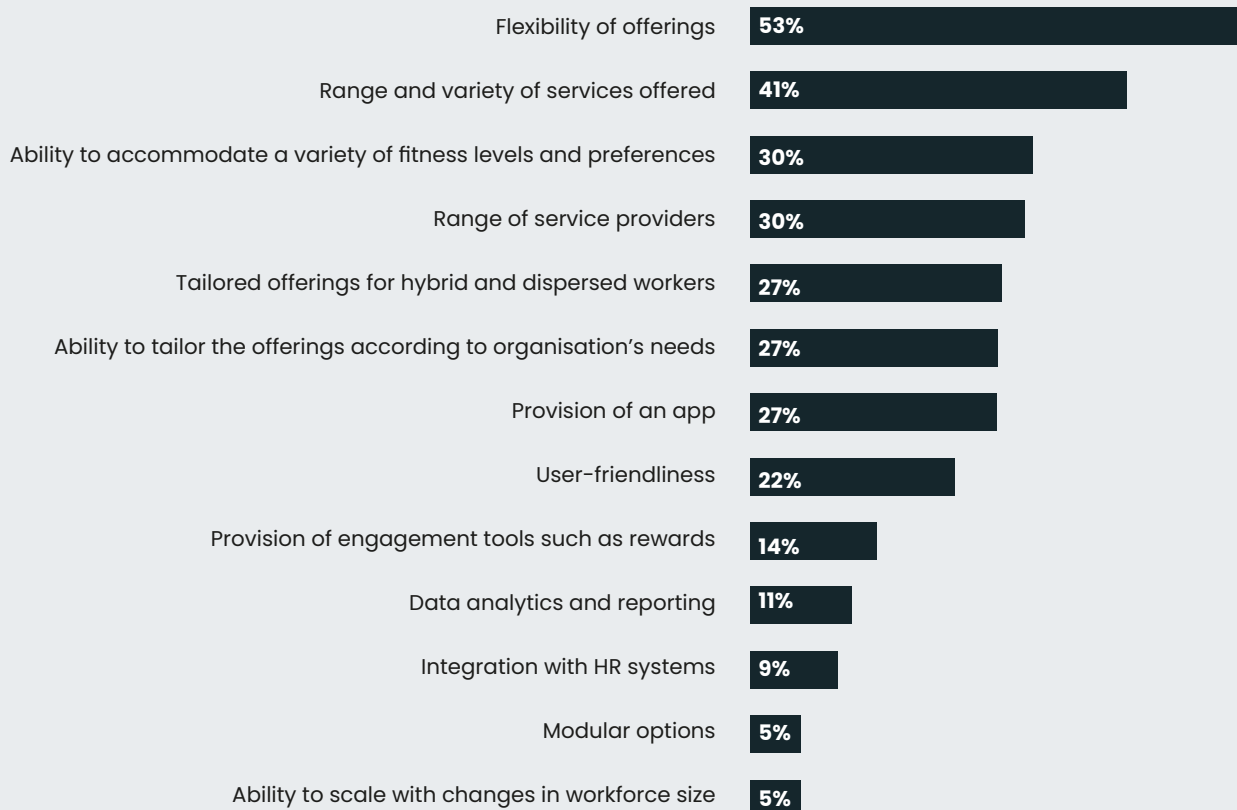 Flexibility of offerings 53%
Range and variety of services offered 41%
Ability to accommodate a variety of fitness levels and preferences 30%
Range of service providers 30%
Tailored offerings for hybrid and dispersed workers 27%
Ability to tailor the offerings according to organisation’s needs 27%
Provision of an app 27%
User-friendliness 22%
Provision of engagement tools such as rewards 14%
Data analytics and reporting 11%
Integration with HR systems 9%
Modular options 5%
Ability to scale with changes in workforce size 5%